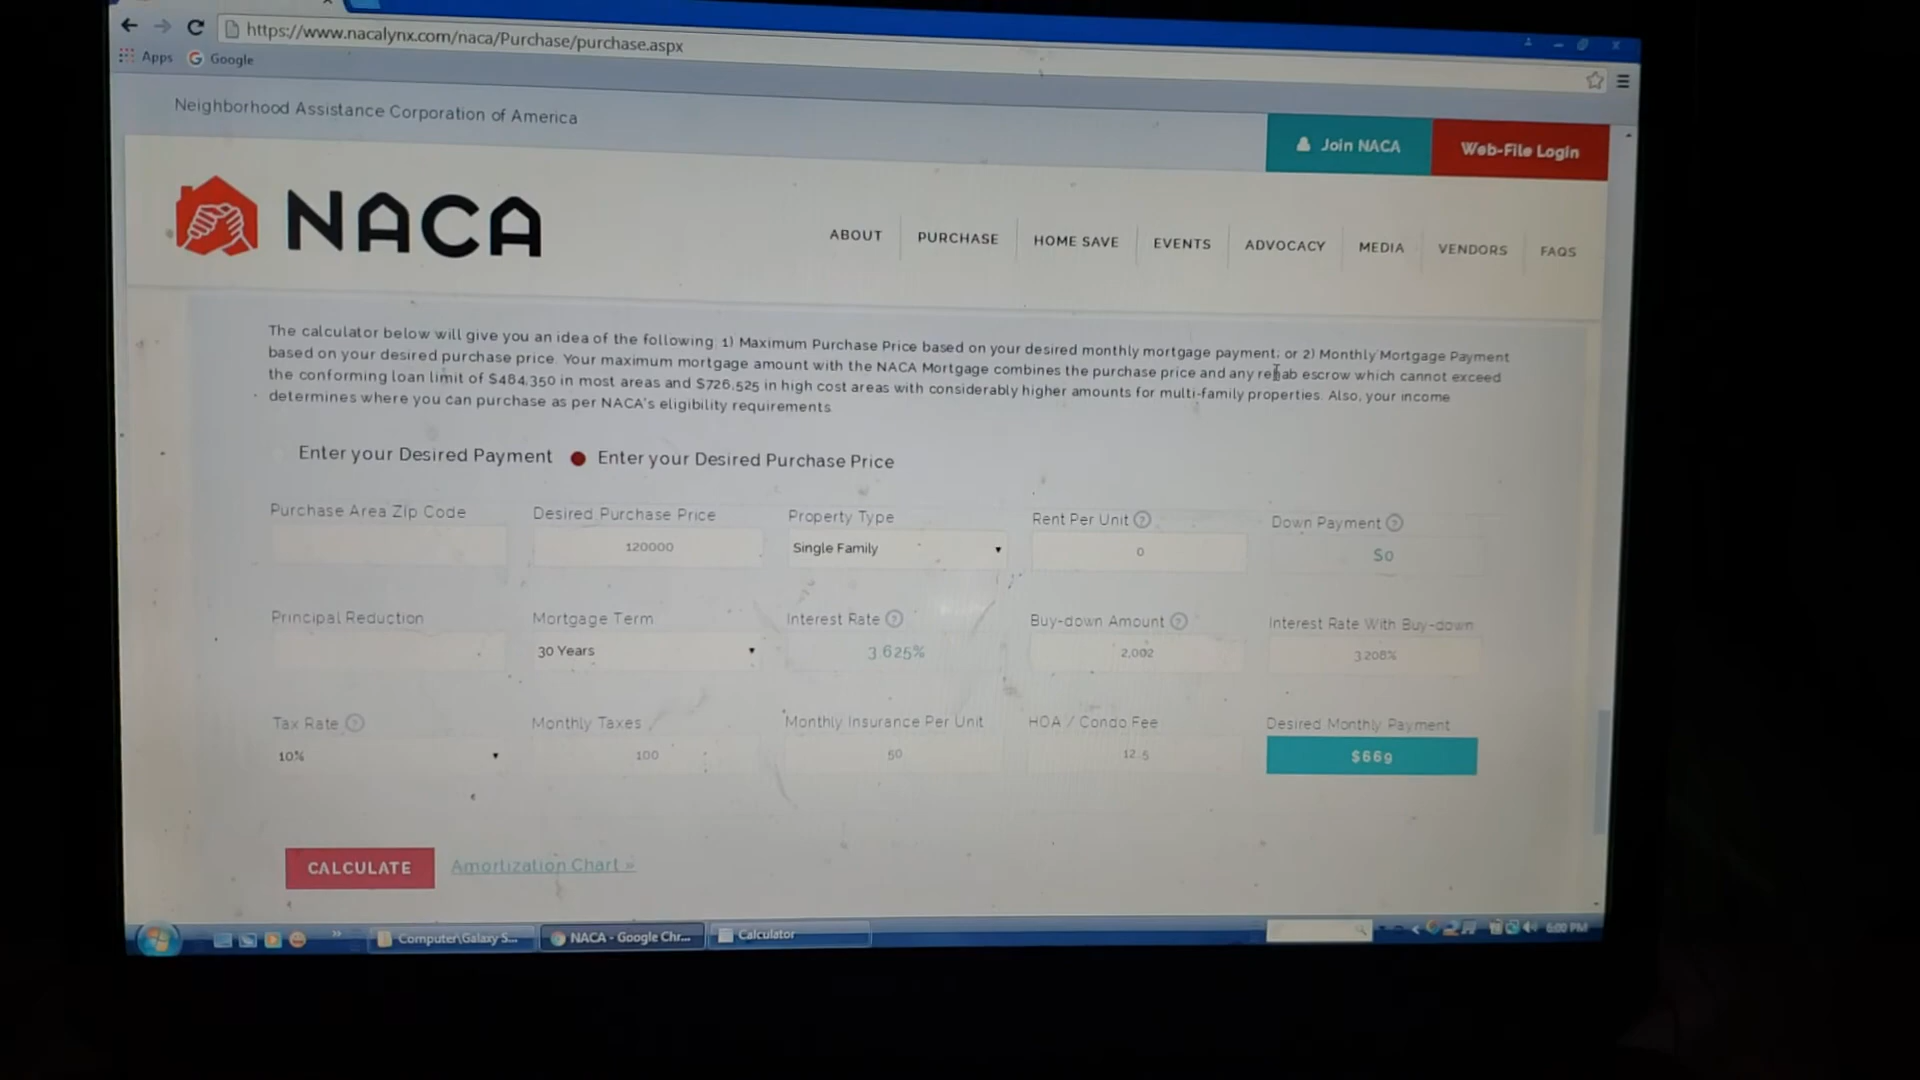 https://www.nacalynx.com/naca/Purchase/purchase.aspx
Apps Google
Neighborhood Assistance Corporation of America
Join NACA
Web-File Login
NACA
ABOUT PURCHASE HOME SAVE EVENTS ADVOCACY MEDIA VENDORS FAQS
The calculator below will give you an idea of the following: 1) Maximum Purchase Price based on your desired monthly mortgage payment; or 2) Monthly Mortgage Payment
based on your desired purchase price. Your maximum mortgage amount with the NACA Mortgage combines the purchase price and any rehab escrow which cannot exceed
the conforming loan limit of $484,350 in most areas and $726,525 in high cost areas with considerably higher amounts for multi-family properties. Also, your income
determines where you can purchase as per NACA's eligibility requirements
Enter your Desired Payment Enter your Desired Purchase Price
Purchase Area Zip Code Desired Purchase Price Property Type Rent Per Unit ? Down Payment ?
120000 Single Family 0 $0
Principal Reduction Mortgage Term Interest Rate ? Buy-down Amount ? Interest Rate With Buy-down
30 Years 3.625% 2,002 3.208%
Tax Rate ? Monthly Taxes Monthly Insurance Per Unit HOA / Condo Fee Desired Monthly Payment
10% 100 50 12.5 $669
CALCULATE Amortization Chart »
Computer\Galaxy S... NACA - Google Chr... Calculator 6:00 PM